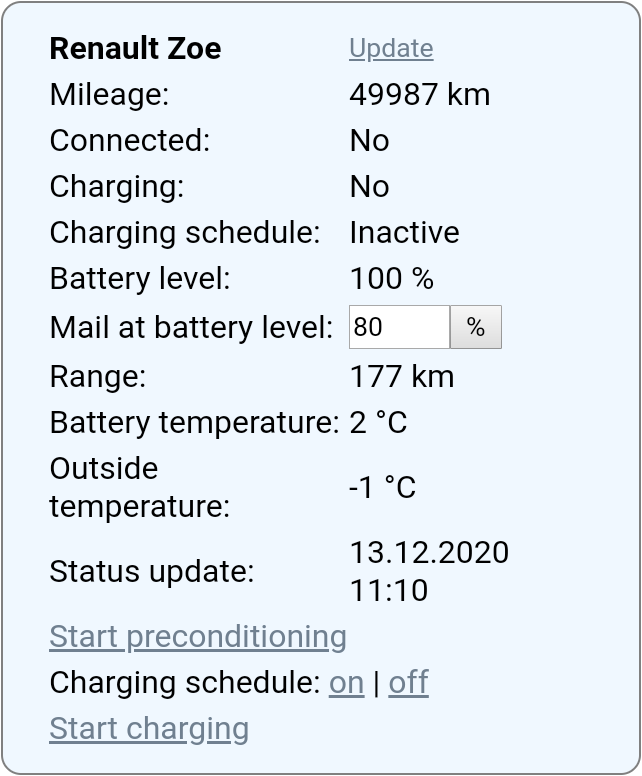 Renault Zoe Update
Mileage: 49987 km
Connected: No
Charging: No
Charging schedule: Inactive
Battery level: 100 %
Mail at battery level: 80 %
Range: 177 km
Battery temperature: 2 °C
Outside
temperature: -1 °C
Status update: 13.12.2020
11:10
Start preconditioning
Charging schedule: on | off
Start charging